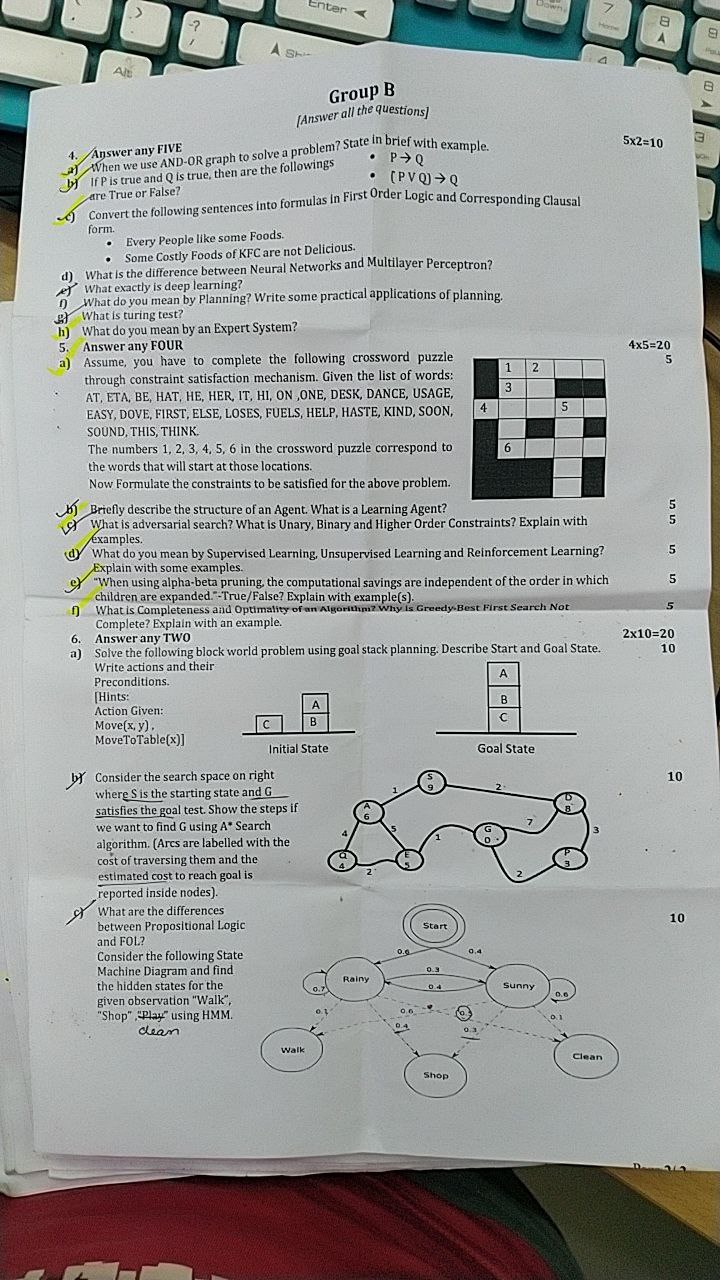 Enter
Alt
Down
7
Home
8
9
4
8
Group B
[Answer all the questions]
4. Answer any FIVE 5x2=10
a) When we use AND-OR graph to solve a problem? State in brief with example.
b) If P is true and Q is true, then are the followings • P→ Q
are True or False? • (P V Q) → Q
c) Convert the following sentences into formulas in First Order Logic and Corresponding Clausal
form.
• Every People like some Foods.
• Some Costly Foods of KFC are not Delicious.
d) What is the difference between Neural Networks and Multilayer Perceptron?
e) What exactly is deep learning?
f) What do you mean by Planning? Write some practical applications of planning.
g) What is turing test?
h) What do you mean by an Expert System?
5. Answer any FOUR 4x5=20
a) Assume, you have to complete the following crossword puzzle 5
through constraint satisfaction mechanism. Given the list of words:
AT, ETA, BE, HAT, HE, HER, IT, HI, ON ,ONE, DESK, DANCE, USAGE,
EASY, DOVE, FIRST, ELSE, LOSES, FUELS, HELP, HASTE, KIND, SOON,
SOUND, THIS, THINK.
The numbers 1, 2, 3, 4, 5, 6 in the crossword puzzle correspond to
the words that will start at those locations.
Now Formulate the constraints to be satisfied for the above problem.
1 2
3
4 5
6
b) Briefly describe the structure of an Agent. What is a Learning Agent? 5
c) What is adversarial search? What is Unary, Binary and Higher Order Constraints? Explain with 5
examples.
d) What do you mean by Supervised Learning, Unsupervised Learning and Reinforcement Learning? 5
Explain with some examples.
e) "When using alpha-beta pruning, the computational savings are independent of the order in which 5
children are expanded."-True/False? Explain with example(s).
f) What is Completeness and Optimality of an Algorithm? Why is Greedy-Best First Search Not 5
Complete? Explain with an example.
6. Answer any TWO 2x10=20
a) Solve the following block world problem using goal stack planning. Describe Start and Goal State. 10
Write actions and their
Preconditions.
[Hints:
Action Given:
Move(x, y) ,
MoveToTable(x)]
A
C B
Initial State
A
B
C
Goal State
b) Consider the search space on right 10
where S is the starting state and G
satisfies the goal test. Show the steps if
we want to find G using A* Search
algorithm. (Arcs are labelled with the
cost of traversing them and the
estimated cost to reach goal is
reported inside nodes).
S
9
1 2
A
6
D
8
4 5 1 7 3
G
0
Q
4
E
5
P
3
2 2
c) What are the differences 10
between Propositional Logic
and FOL?
Consider the following State
Machine Diagram and find
the hidden states for the
given observation "Walk",
"Shop" ,"Play" using HMM.
clean
Start
0.6 0.4
0.3
Rainy Sunny
0.4
0.7 0.6
0.1 0.6 0.1
0.4 0.3
Walk
Shop
Clean